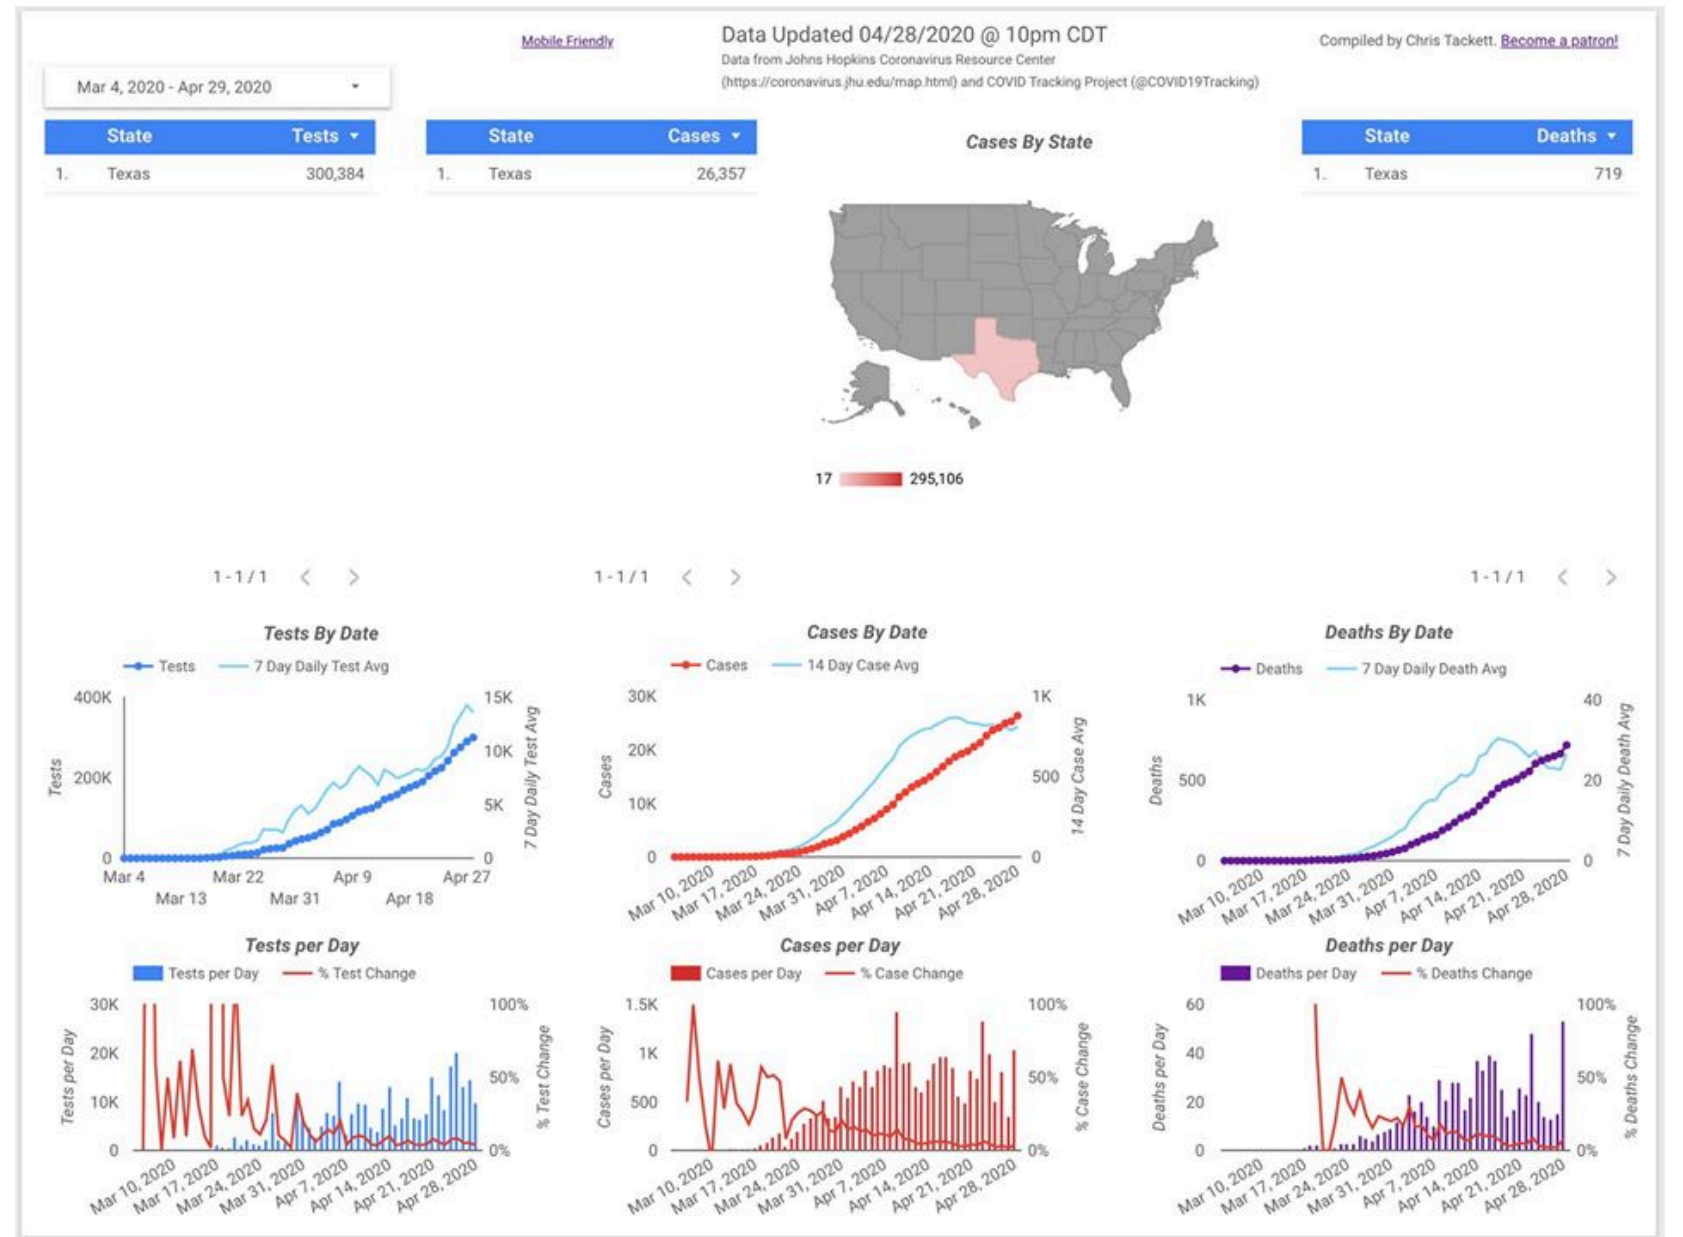 Mobile Friendly
Data Updated 04/28/2020 @ 10pm CDT
Data from Johns Hopkins Coronavirus Resource Center
(https://coronavirus.jhu.edu/map.html) and COVID Tracking Project (@COVID19Tracking)
Compiled by Chris Tackett. Become a patron!
Mar 4, 2020 - Apr 29, 2020
State Tests
1. Texas 300,384
State Cases
1. Texas 26,357
Cases By State
17 295,106
State Deaths
1. Texas 719
1 - 1 / 1
1 - 1 / 1
1 - 1 / 1
Tests By Date
Tests 7 Day Daily Test Avg
400K
200K
0
Tests
15K
10K
5K
0
7 Day Daily Test Avg
Mar 4 Mar 22 Apr 9 Apr 27
Mar 13 Mar 31 Apr 18
Cases By Date
Cases 14 Day Case Avg
30K
20K
10K
0
Cases
1K
500
0
14 Day Case Avg
Mar 10, 2020 Mar 17, 2020 Mar 24, 2020 Mar 31, 2020 Apr 7, 2020 Apr 14, 2020 Apr 21, 2020 Apr 28, 2020
Deaths By Date
Deaths 7 Day Daily Death Avg
1K
500
0
Deaths
40
20
0
7 Day Daily Death Avg
Mar 10, 2020 Mar 17, 2020 Mar 24, 2020 Mar 31, 2020 Apr 7, 2020 Apr 14, 2020 Apr 21, 2020 Apr 28, 2020
Tests per Day
Tests per Day % Test Change
30K
20K
10K
0
Tests per Day
100%
50%
0%
% Test Change
Mar 10, 2020 Mar 17, 2020 Mar 24, 2020 Mar 31, 2020 Apr 7, 2020 Apr 14, 2020 Apr 21, 2020 Apr 28, 2020
Cases per Day
Cases per Day % Case Change
1.5K
1K
500
0
Cases per Day
100%
50%
0%
% Case Change
Mar 10, 2020 Mar 17, 2020 Mar 24, 2020 Mar 31, 2020 Apr 7, 2020 Apr 14, 2020 Apr 21, 2020 Apr 28, 2020
Deaths per Day
Deaths per Day % Deaths Change
60
40
20
0
Deaths per Day
100%
50%
0%
% Deaths Change
Mar 10, 2020 Mar 17, 2020 Mar 24, 2020 Mar 31, 2020 Apr 7, 2020 Apr 14, 2020 Apr 21, 2020 Apr 28, 2020